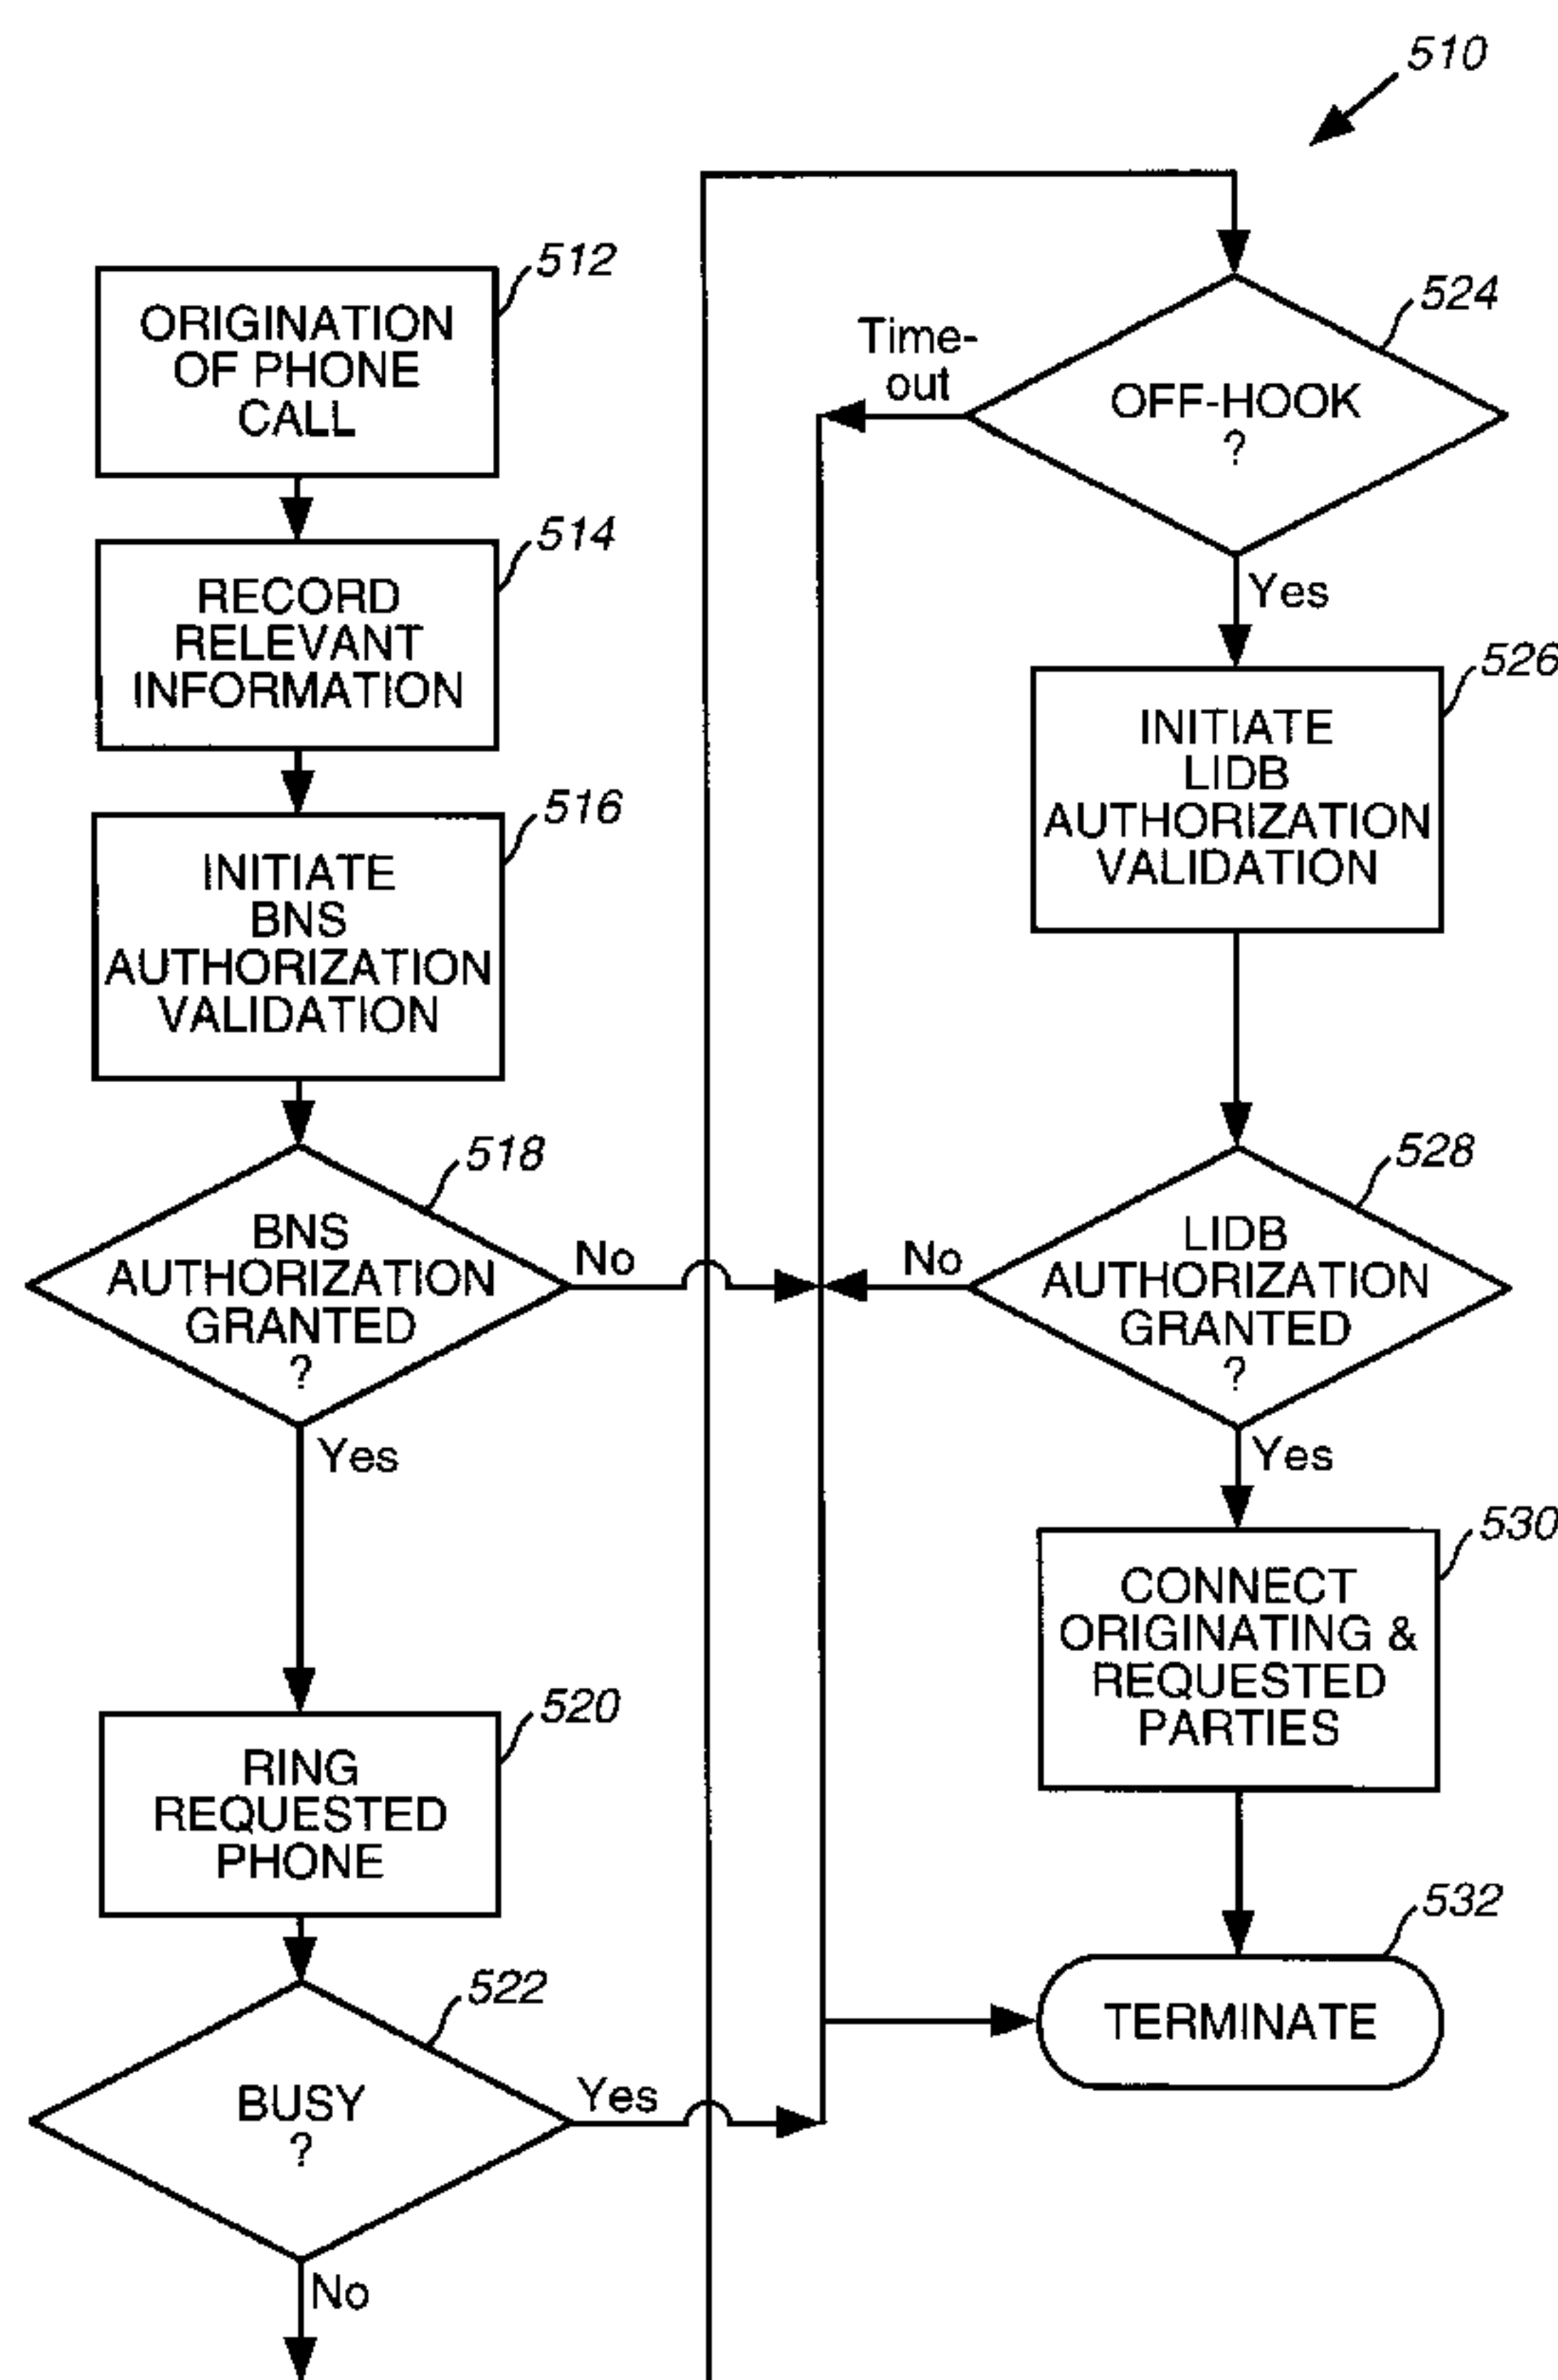 510
512
ORIGINATION
OF PHONE
CALL
514
RECORD
RELEVANT
INFORMATION
516
INITIATE
BNS
AUTHORIZATION
VALIDATION
518
BNS
AUTHORIZATION
GRANTED
?
No
Yes
520
RING
REQUESTED
PHONE
522
BUSY
?
Yes
No
524
OFF-HOOK
?
Time-
out
Yes
526
INITIATE
LIDB
AUTHORIZATION
VALIDATION
528
LIDB
AUTHORIZATION
GRANTED
?
No
Yes
530
CONNECT
ORIGINATING &
REQUESTED
PARTIES
532
TERMINATE